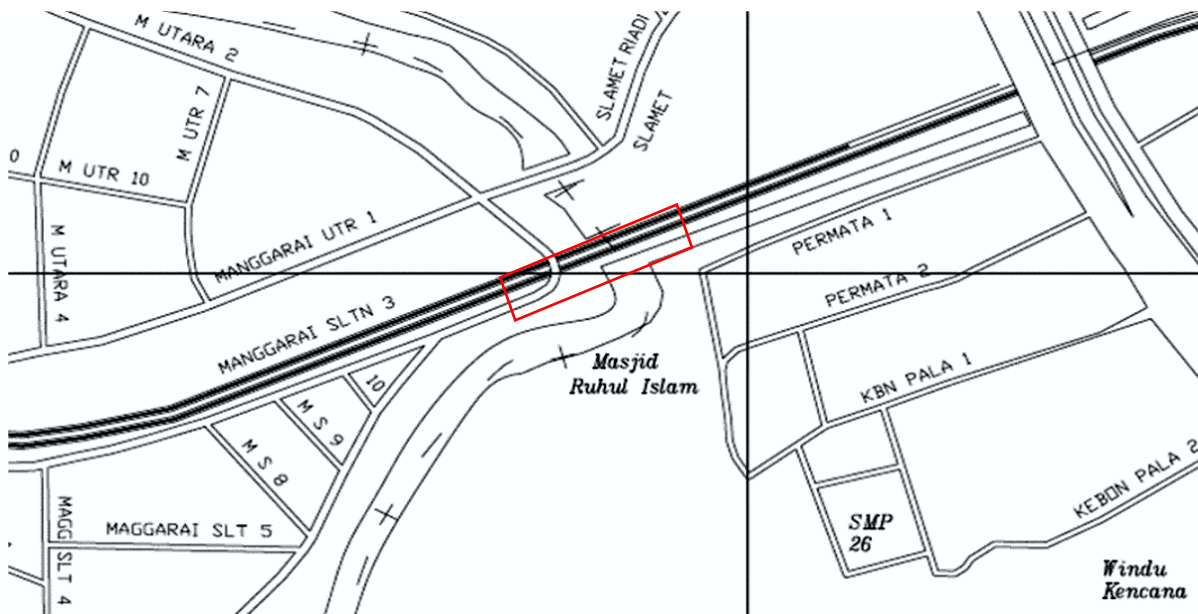 M UTARA 2
SLAMET RIADI
SLAMET
M UTR 7
0
M UTR 10
M UTARA 4
MANGGARAI UTR 1
MANGGARAI SLTN 3
PERMATA 1
PERMATA 2
Masjid
Ruhul Islam
10
M S 9
M S 8
KBN PALA 1
KEBON PALA 2
MAGG SLT 4
MAGGARAI SLT 5
SMP
26
Windu
Kencana